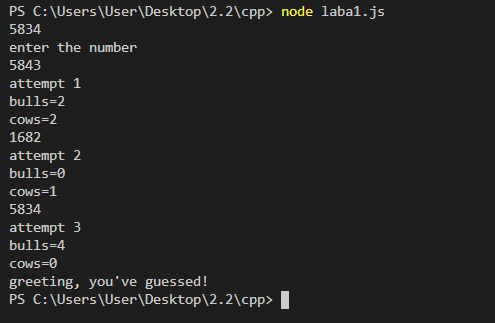 PS C:\Users\User\Desktop\2.2\cpp> node laba1.js
5834
enter the number
5843
attempt 1
bulls=2
cows=2
1682
attempt 2
bulls=0
cows=1
5834
attempt 3
bulls=4
cows=0
greeting, you've guessed!
PS C:\Users\User\Desktop\2.2\cpp>